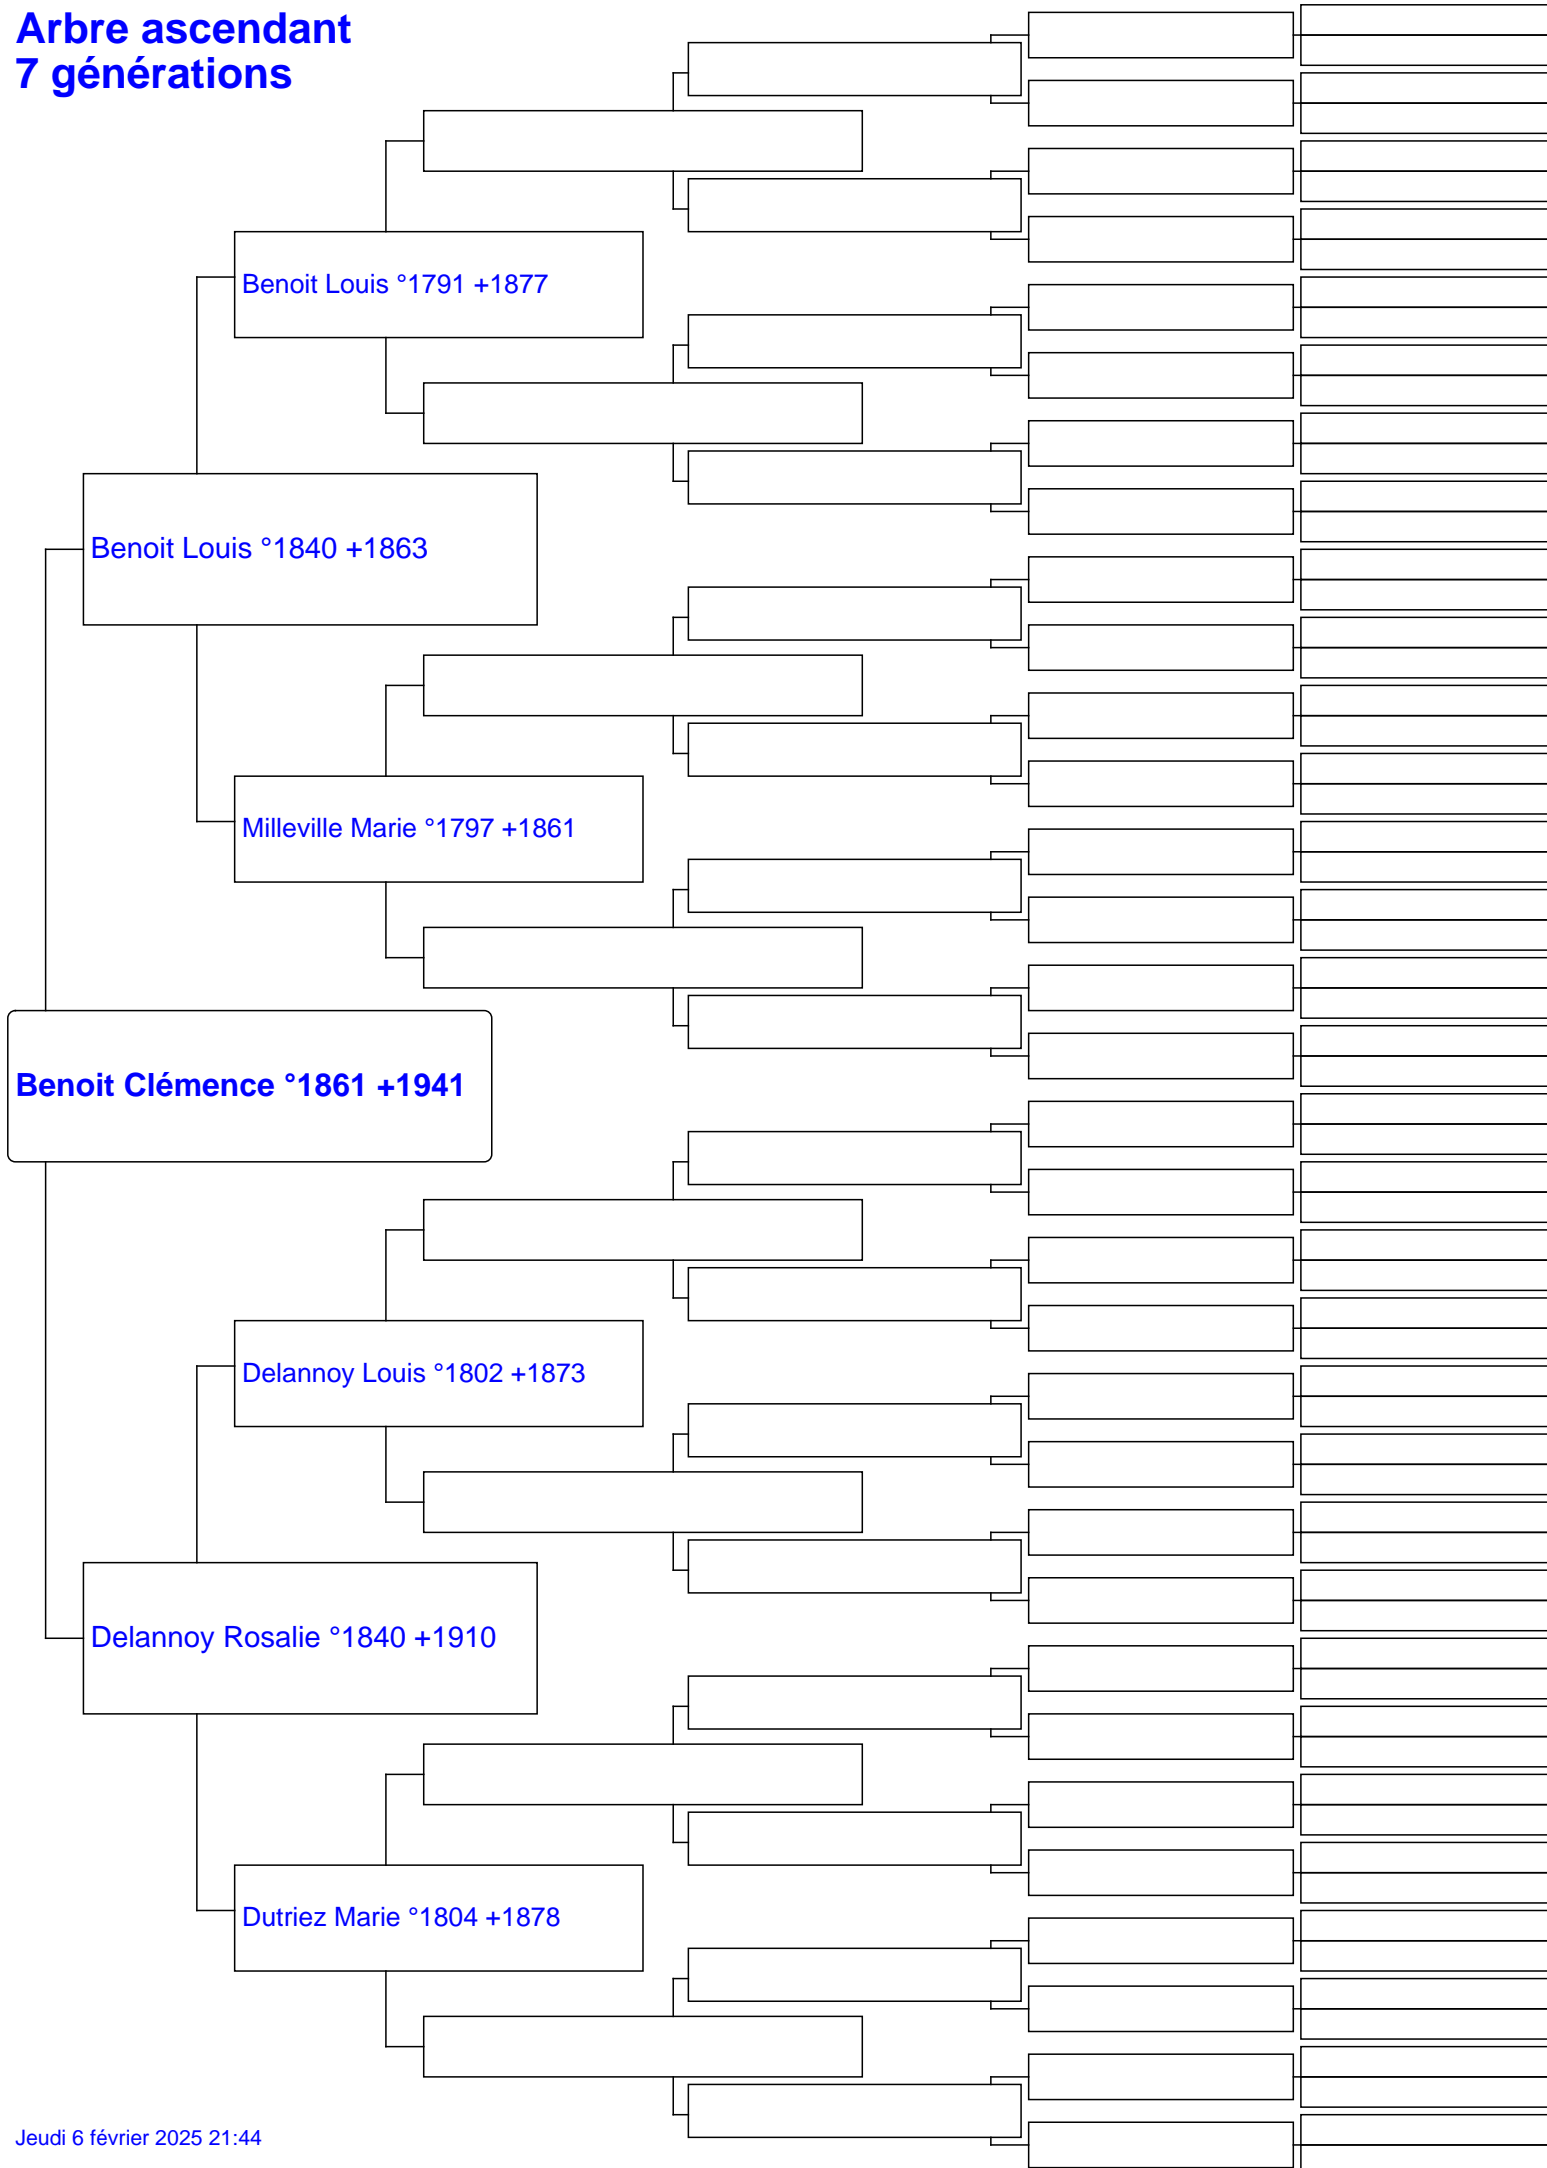 Arbre ascendant
7 générations
Benoit Louis °1791 +1877
Benoit Louis °1840 +1863
Milleville Marie °1797 +1861
Benoit Clémence °1861 +1941
Delannoy Louis °1802 +1873
Delannoy Rosalie °1840 +1910
Dutriez Marie °1804 +1878
Jeudi 6 février 2025 21:44